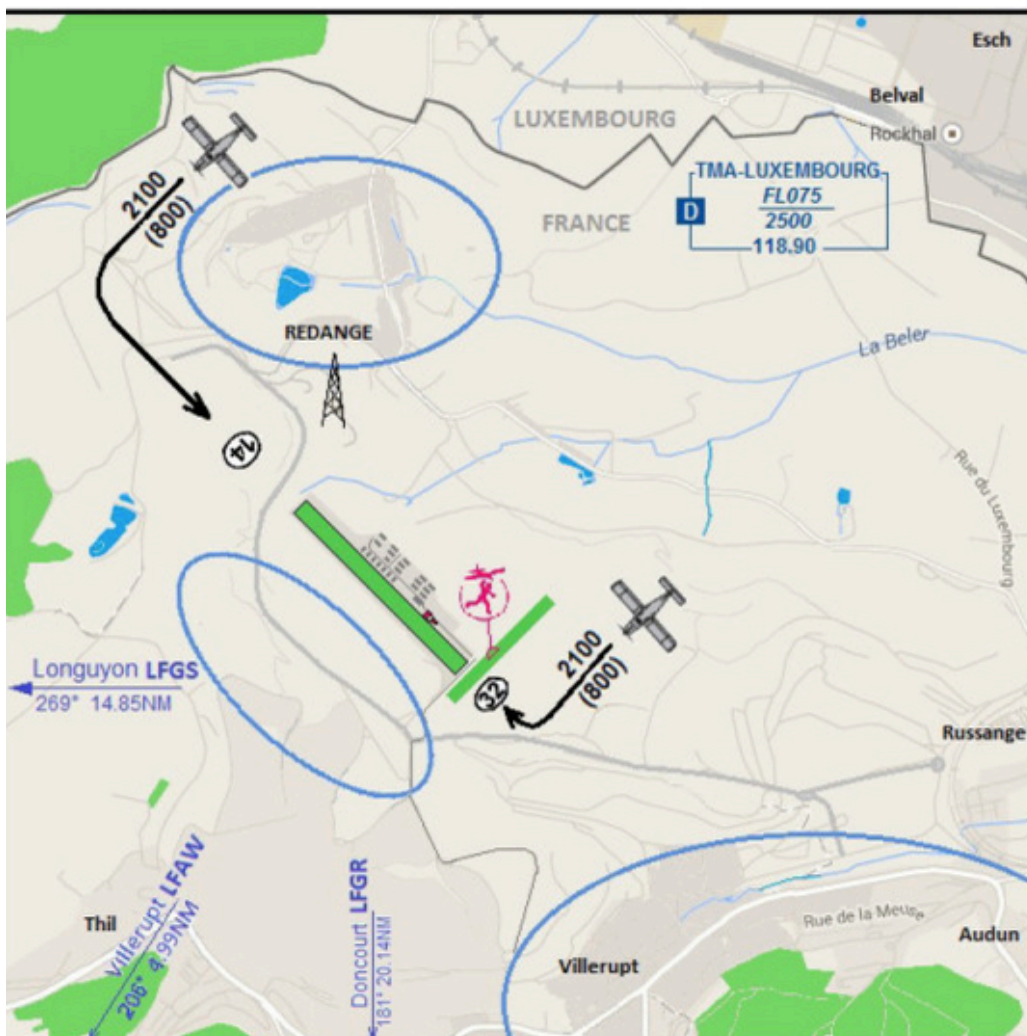 Esch
Belval
Rockhal
LUXEMBOURG
FRANCE
TMA-LUXEMBOURG
FL075
D
2500
118.90
2100
(800)
REDANGE
La Beler
14
Rue du Luxembourg
2100
(800)
32
Longuyon LFGS
269° 14.85NM
Russange
Thil
Villerupt LFAW
206° 4.99NM
Doncourt LFGR
181° 20.14NM
Rue de la Meuse
Villerupt
Audun